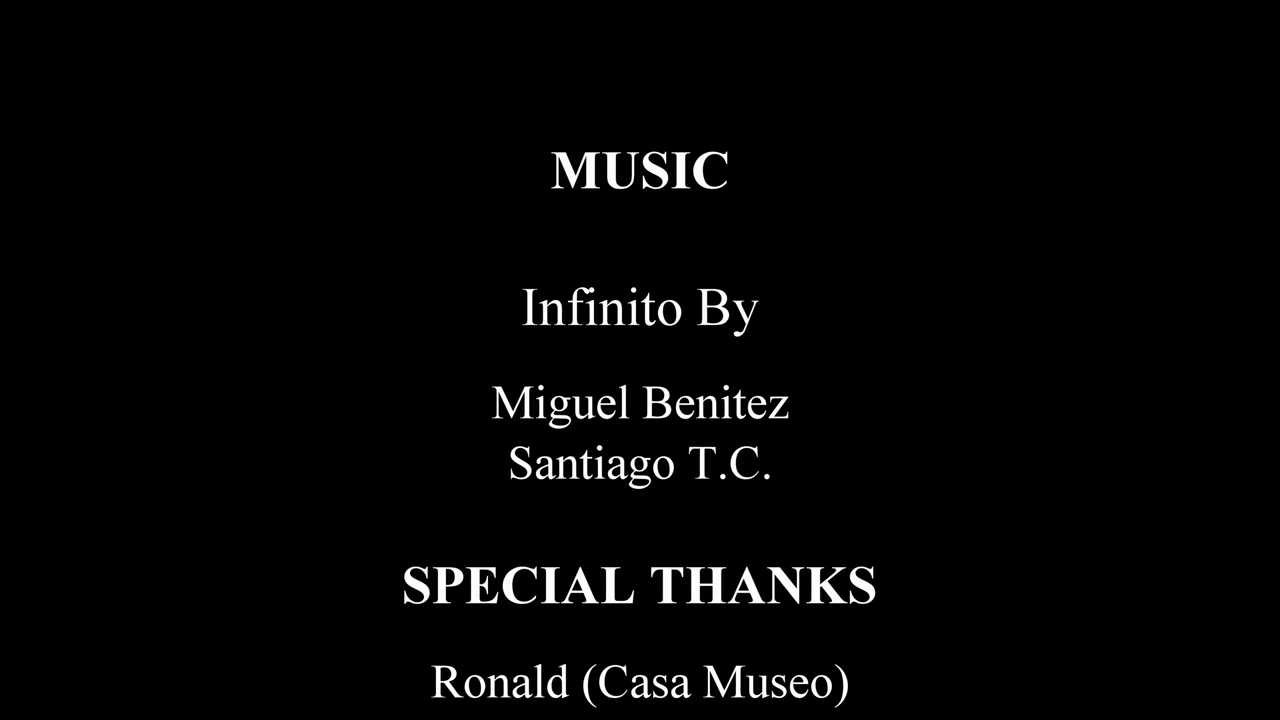 MUSIC
Infinito By
Miguel Benitez
Santiago T.C.
SPECIAL THANKS
Ronald (Casa Museo)